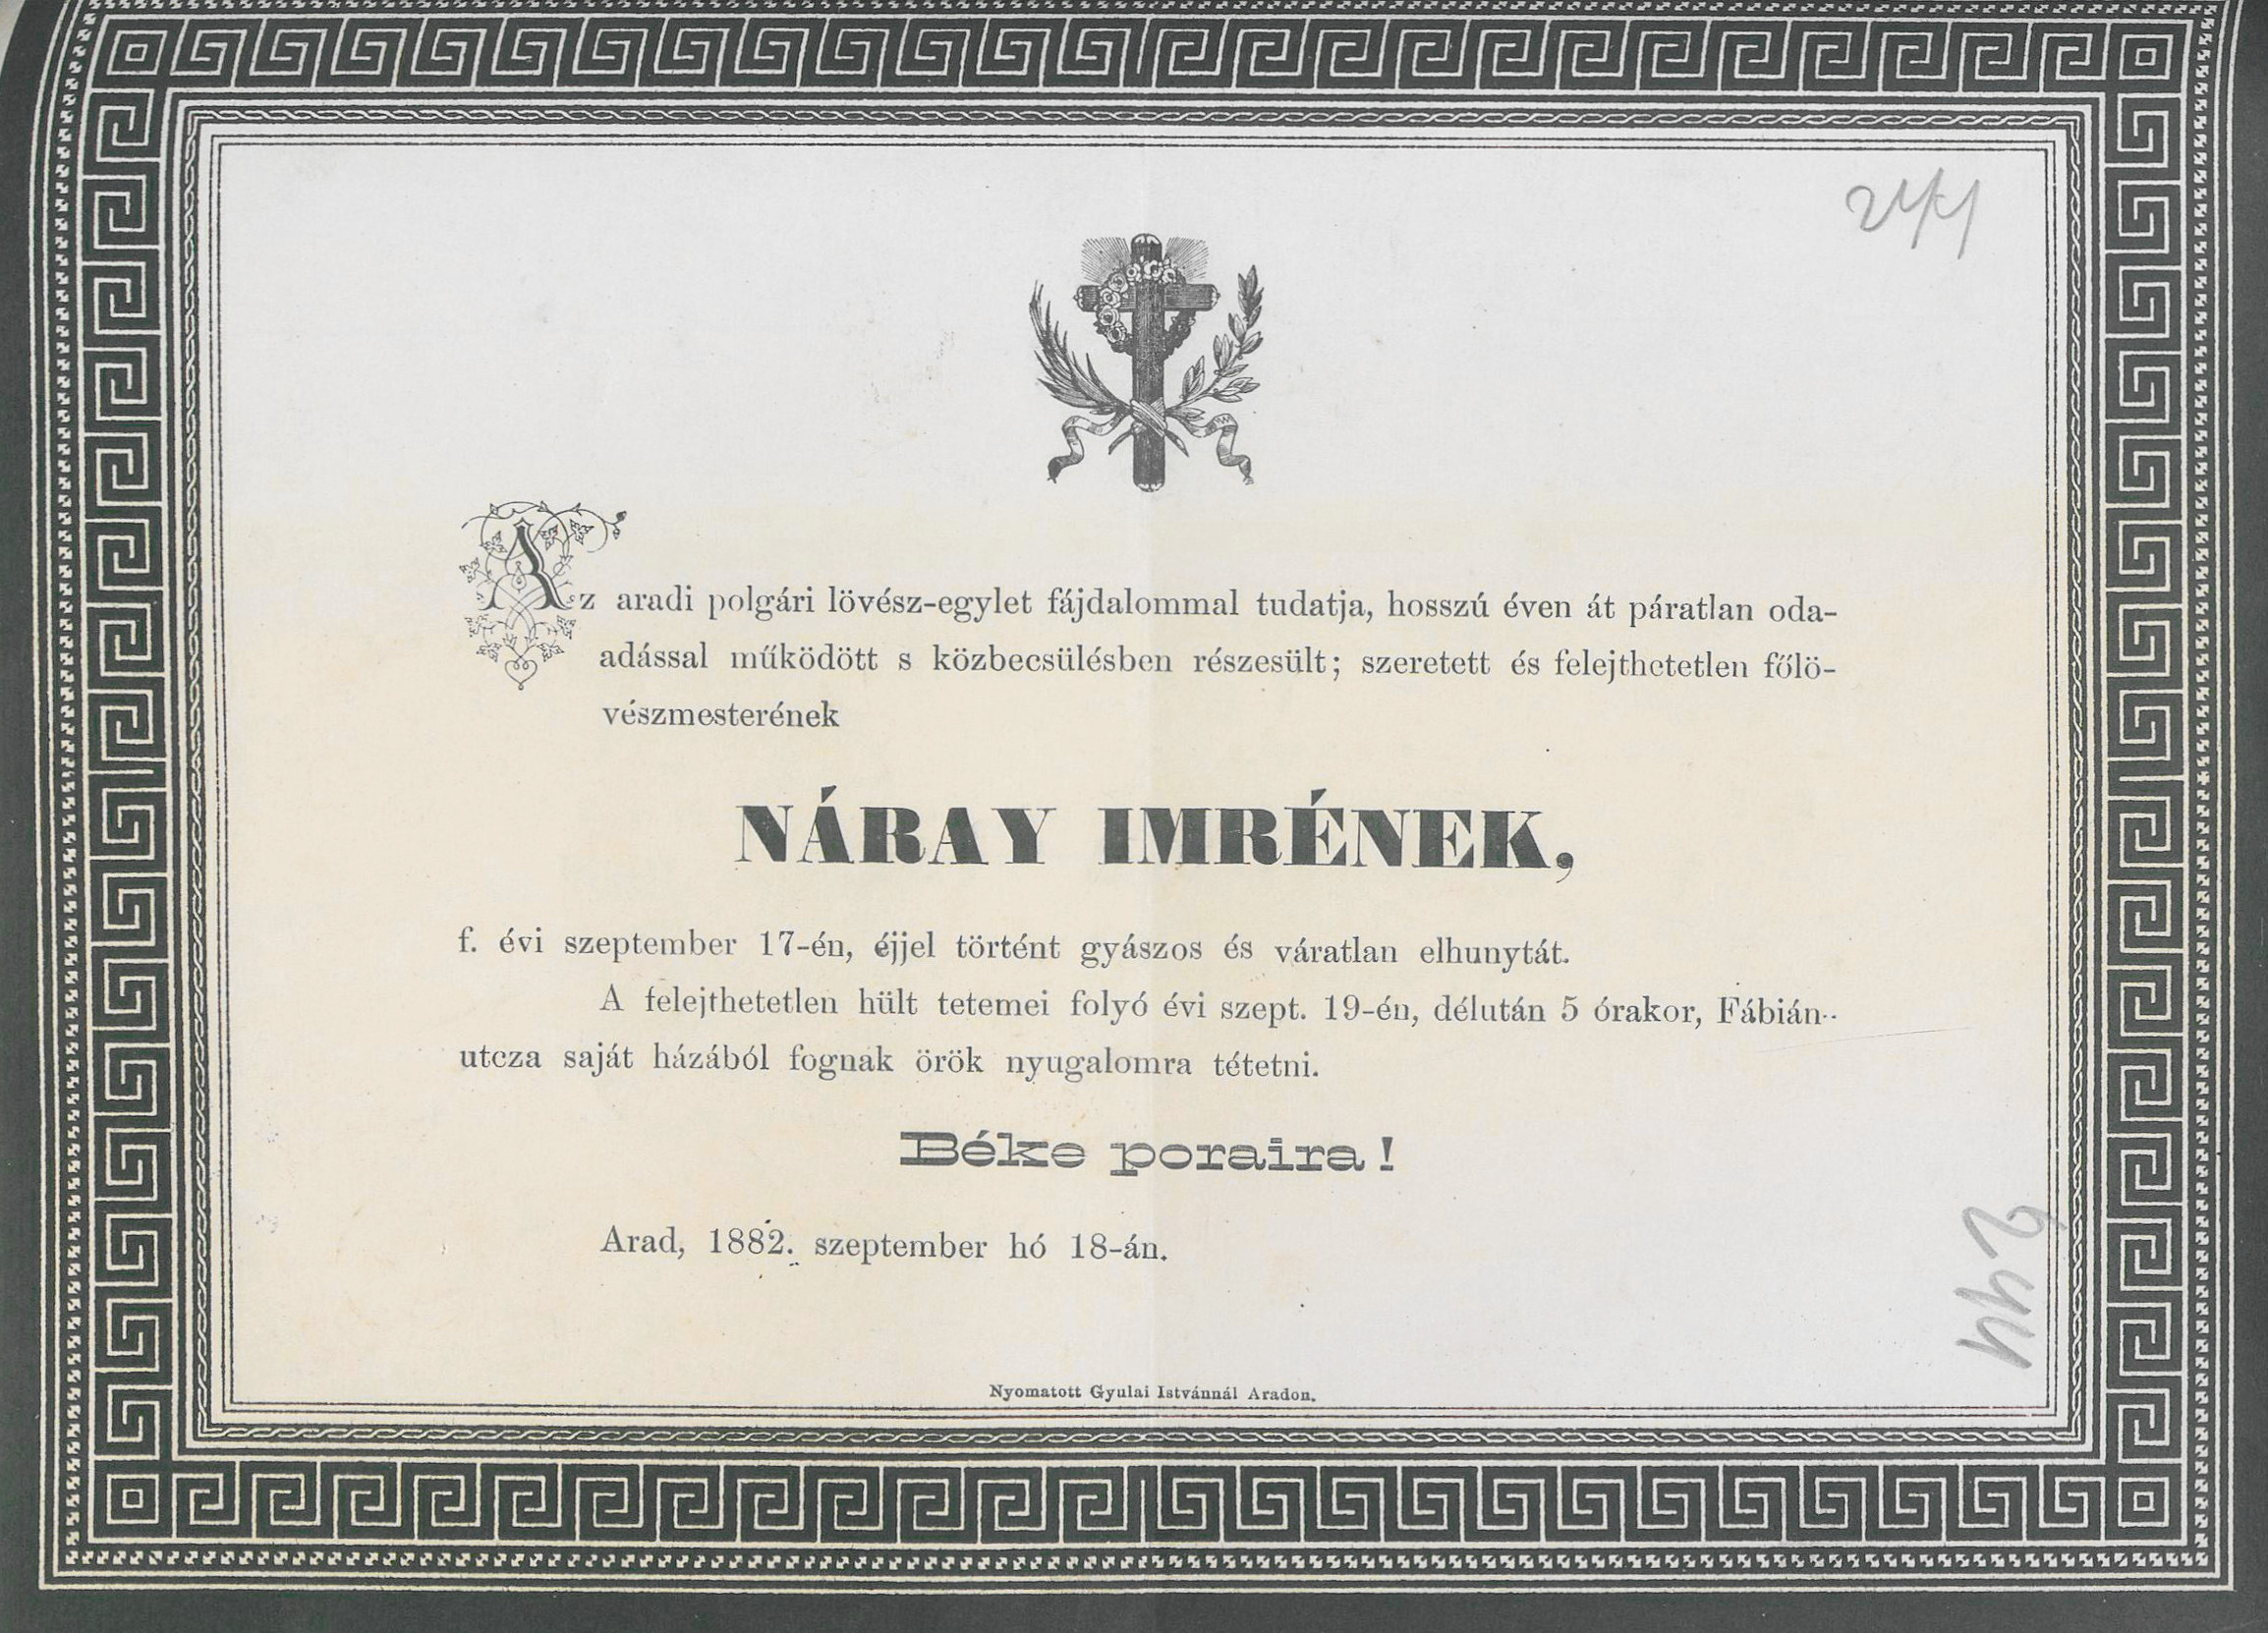 244
Az aradi polgári lövész-egylet fájdalommal tudatja, hosszú éven át páratlan oda-
adással működött s közbecsülésben részesült; szeretett és felejthetetlen főlö-
vészmesterének
NÁRAY IMRÉNEK,
f. évi szeptember 17-én, éjjel történt gyászos és váratlan elhunytát.
A felejthetetlen hült tetemei folyó évi szept. 19-én, délután 5 órakor, Fábián-
utcza saját házából fognak örök nyugalomra tétetni.
Béke poraira!
Arad, 1882. szeptember hó 18-án.
244
Nyomatott Gyulai Istvánnál Aradon.